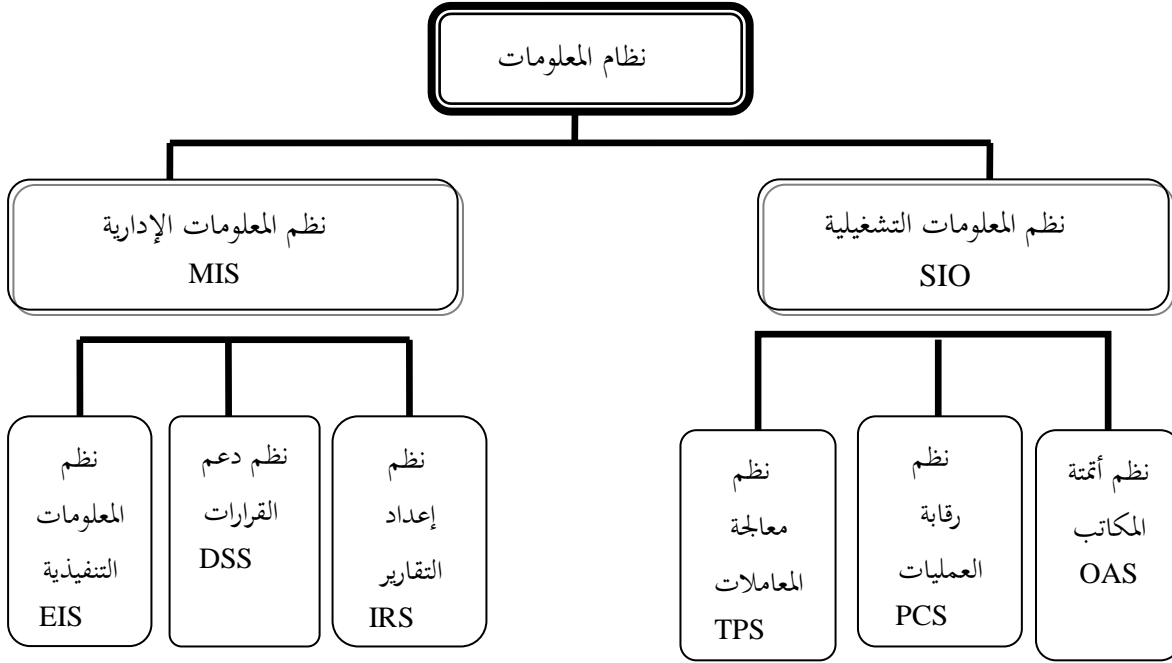 نظام المعلومات
نظم المعلومات التشغيلية
SIO
نظم المعلومات الإدارية
MIS
نظم أتمتة
المكاتب
OAS
نظم
رقابة
العمليات
PCS
نظم
معالجة
المعاملات
TPS
نظم
إعداد
التقارير
IRS
نظم دعم
القرارات
DSS
نظم
المعلومات
التنفيذية
EIS